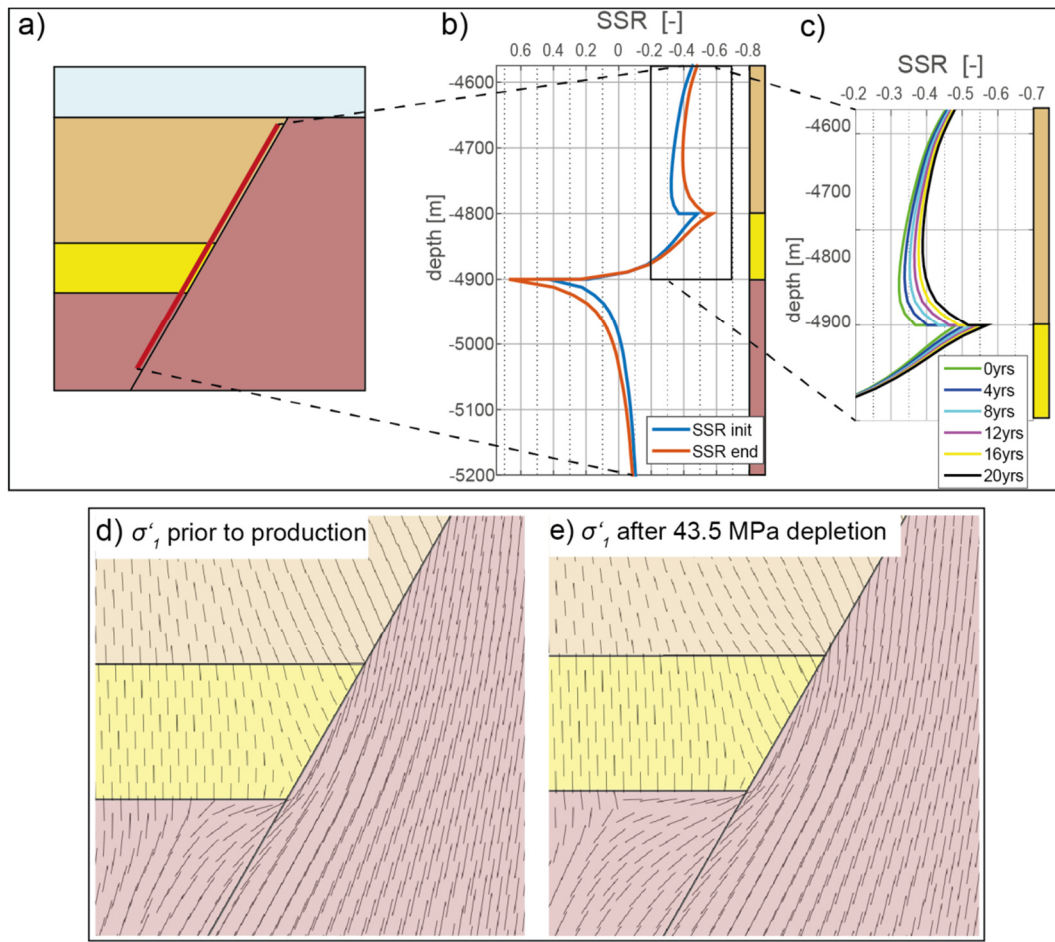 a)
b)
SSR [-]
0.6 0.4 0.2 0 -0.2 -0.4 -0.6 -0.8
depth [m]
-4600
-4700
-4800
-4900
-5000
-5100
-5200
SSR init
SSR end
c)
SSR [-]
-0.2 -0.3 -0.4 -0.5 -0.6 -0.7
depth [m]
-4600
-4700
-4800
-4900
0yrs
4yrs
8yrs
12yrs
16yrs
20yrs
d) σ'₁ prior to production
e) σ'₁ after 43.5 MPa depletion